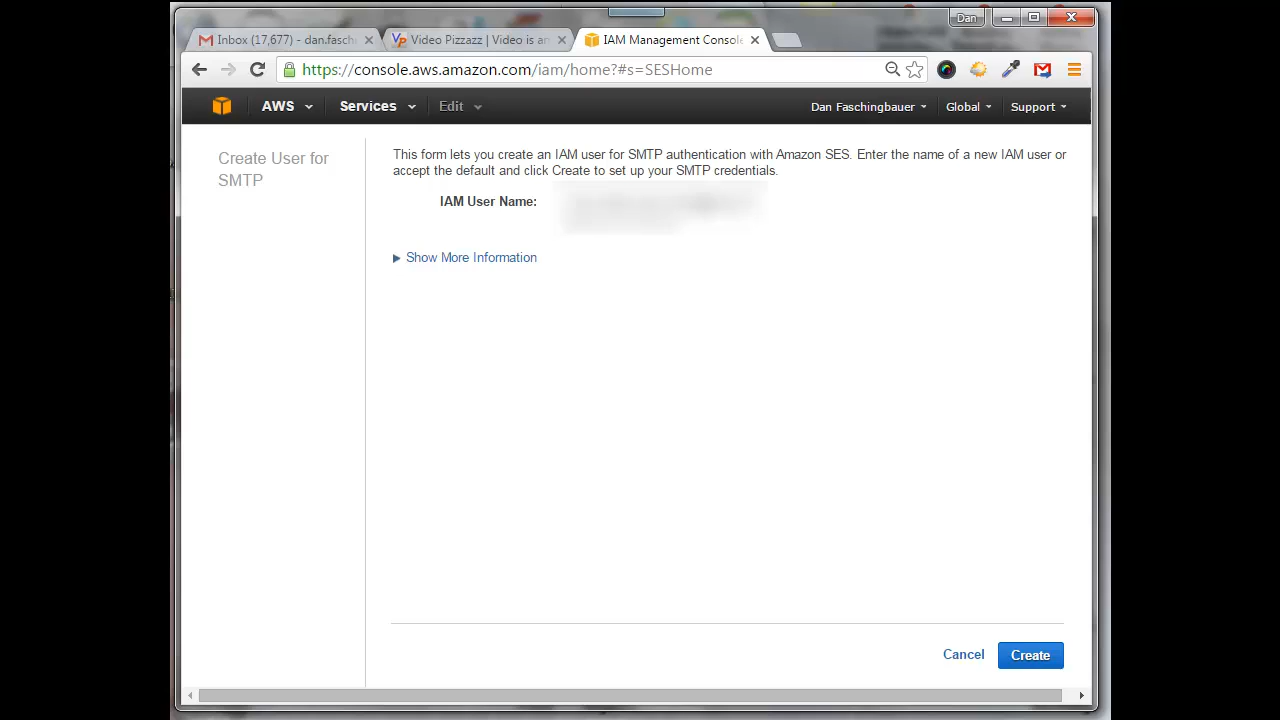 Dan
Inbox (17,677) - dan.fasch
Video Pizzazz | Video is an
IAM Management Console
https://console.aws.amazon.com/iam/home?#s=SESHome
AWS Services Edit Dan Faschingbauer Global Support
Create User for
SMTP
This form lets you create an IAM user for SMTP authentication with Amazon SES. Enter the name of a new IAM user or
accept the default and click Create to set up your SMTP credentials.
IAM User Name:
Show More Information
Cancel Create